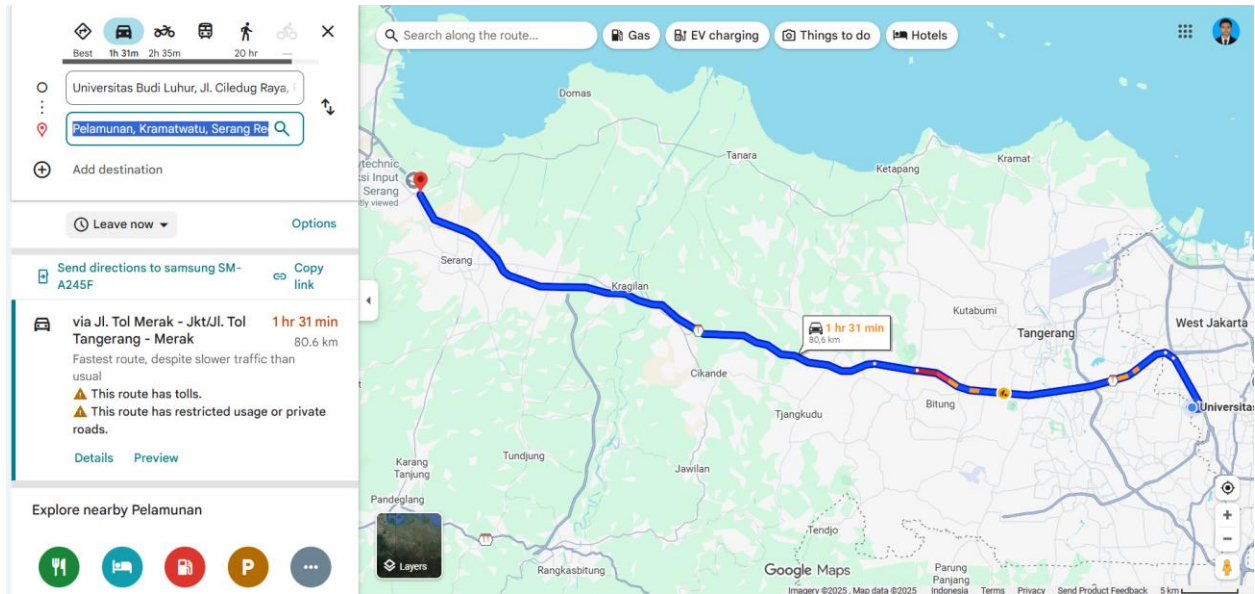 Best
1h 31m
2h 35m
20 hr
—
Universitas Budi Luhur, Jl. Ciledug Raya,
Pelamunan, Kramatwatu, Serang Re
Add destination
Leave now
Options
Send directions to samsung SM-
A245F
Copy
link
via Jl. Tol Merak - Jkt/Jl. Tol
Tangerang - Merak
1 hr 31 min
80.6 km
Fastest route, despite slower traffic than
usual
This route has tolls.
This route has restricted usage or private
roads.
Details
Preview
Explore nearby Pelamunan
P
Search along the route...
Gas
EV charging
Things to do
Hotels
Domas
Tanara
Ketapang
Kramat
ytechnic
si Input
Serang
tly viewed
Serang
Kragilan
Kutabumi
Tangerang
West Jakarta
1 hr 31 min
80,6 km
Cikande
Bitung
Universitas
Tjangkudu
Karang
Tanjung
Tundjung
Jawilan
Pandeglang
Tendjo
Rangkasbitung
Parung
Panjang
Layers
Google Maps
Imagery ©2025 , Map data ©2025
Indonesia
Terms
Privacy
Send Product Feedback
5 km